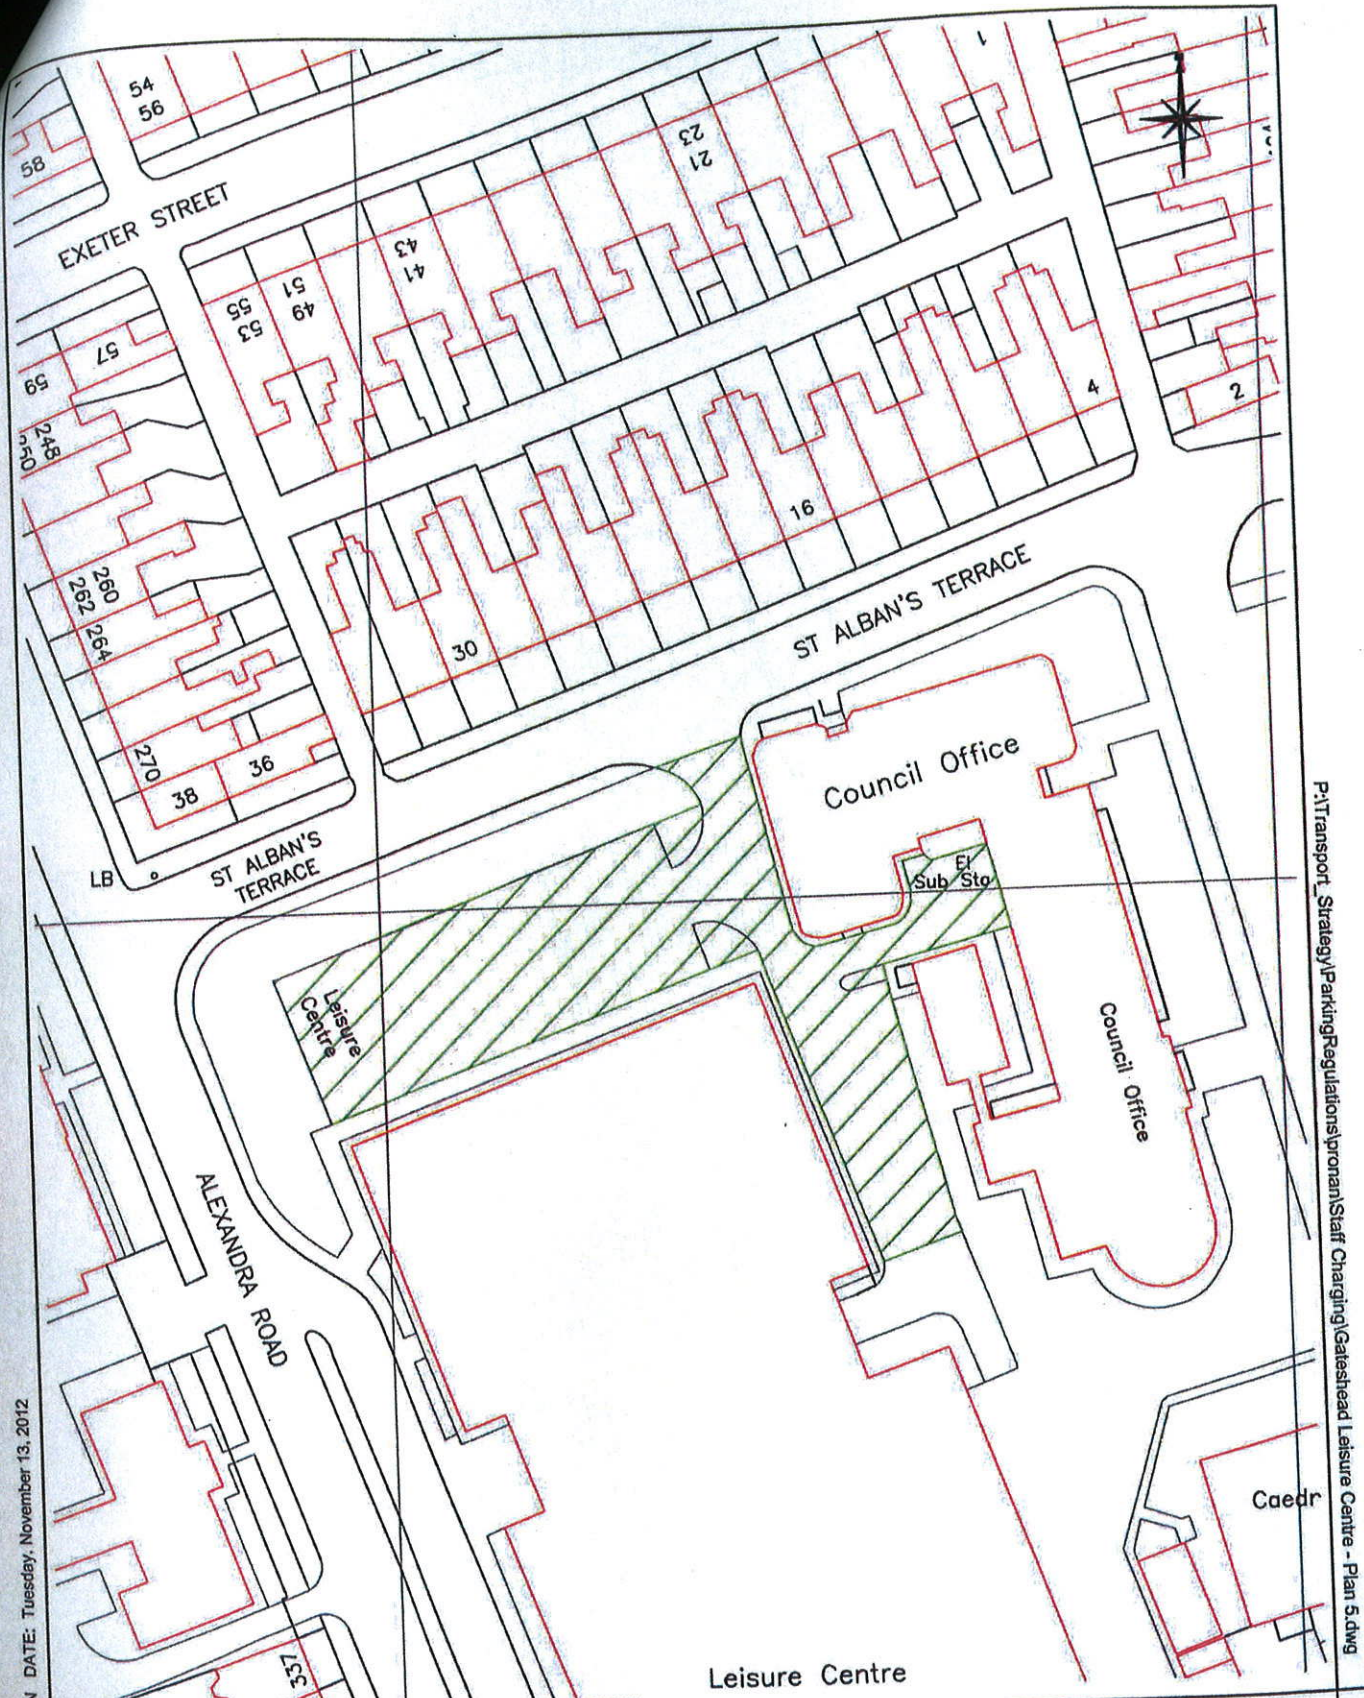 54
56
58
EXETER STREET
1
23
21
43
41
51
49
55
53
57
59
248
250
4
2
16
260
262
264
30
ST ALBAN'S TERRACE
270
36
38
Council Office
LB
ST ALBAN'S
TERRACE
El
Sub Sta
Leisure
Centre
Council Office
ALEXANDRA ROAD
Caedr
337
Leisure Centre
DATE: Tuesday, November 13, 2012
P:\Transport_Strategy\ParkingRegulations\pronan\Staff Charging\Gateshead Leisure Centre - Plan 5.dwg